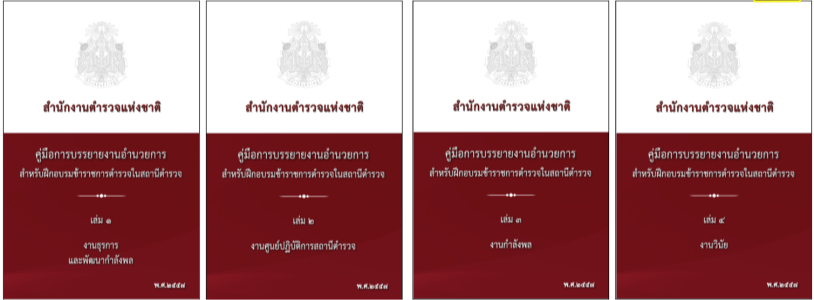 สำนักงานตำรวจแห่งชาติ
คู่มือการบรรยายงานอำนวยการ
สำหรับฝึกอบรมข้าราชการตำรวจในสถานีตำรวจ
เล่ม ๑
งานธุรการ
และพัฒนากำลังพล
พ.ศ.๒๕๕๗
สำนักงานตำรวจแห่งชาติ
คู่มือการบรรยายงานอำนวยการ
สำหรับฝึกอบรมข้าราชการตำรวจในสถานีตำรวจ
เล่ม ๒
งานศูนย์ปฏิบัติการสถานีตำรวจ
พ.ศ.๒๕๕๗
สำนักงานตำรวจแห่งชาติ
คู่มือการบรรยายงานอำนวยการ
สำหรับฝึกอบรมข้าราชการตำรวจในสถานีตำรวจ
เล่ม ๓
งานกำลังพล
พ.ศ.๒๕๕๗
สำนักงานตำรวจแห่งชาติ
คู่มือการบรรยายงานอำนวยการ
สำหรับฝึกอบรมข้าราชการตำรวจในสถานีตำรวจ
เล่ม ๔
งานวินัย
พ.ศ.๒๕๕๗